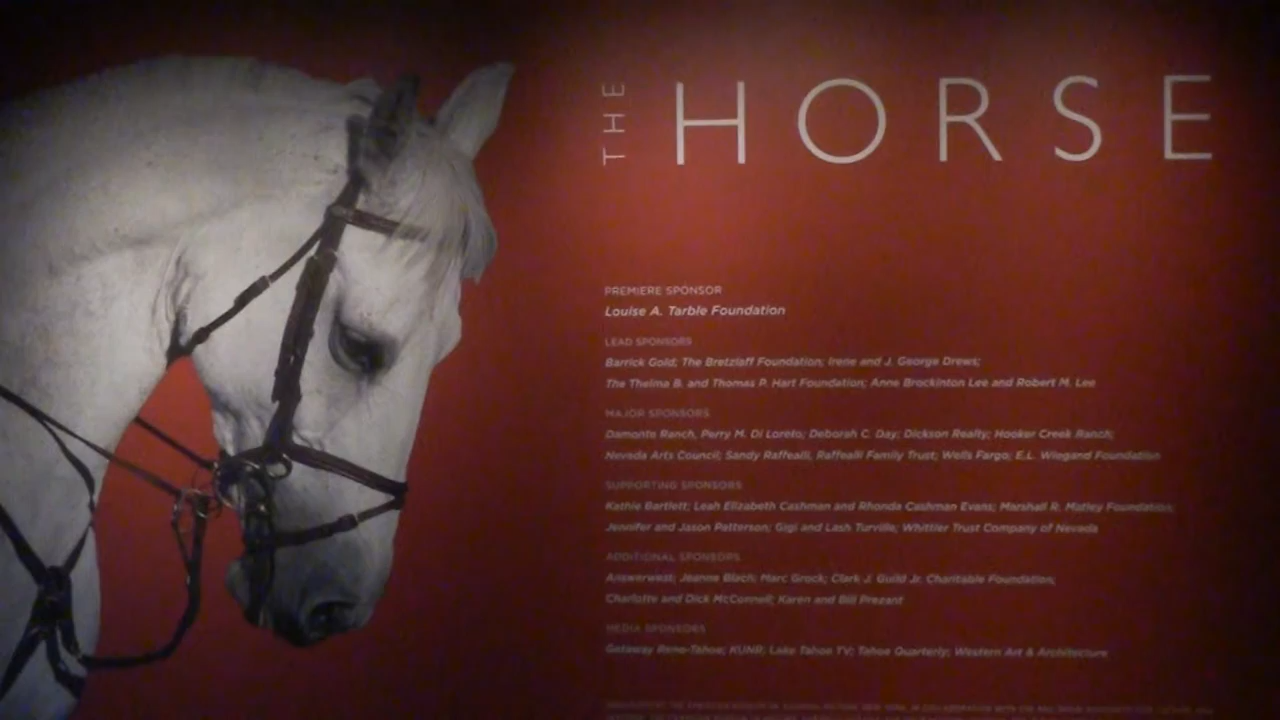 THE HORSE
PREMIERE SPONSOR
Louise A. Tarble Foundation
LEAD SPONSORS
Barrick Gold; The Bretzlaff Foundation; Irene and J. George Drews;
The Thelma B. and Thomas P. Hart Foundation; Anne Brockinton Lee and Robert M. Lee
MAJOR SPONSORS
Damonte Ranch, Perry M. Di Loreto; Deborah C. Day; Dickson Realty; Hooker Creek Ranch;
Nevada Arts Council; Sandy Raffealli, Raffealli Family Trust; Wells Fargo; E.L. Wiegand Foundation
SUPPORTING SPONSORS
Kathie Bartlett; Leah Elizabeth Cashman and Rhonda Cashman Evans; Marshall R. Matley Foundation;
Jennifer and Jason Patterson; Gigi and Lash Turville; Whittier Trust Company of Nevada
ADDITIONAL SPONSORS
Answerwest; Jeanne Blach; Marc Grock; Clark J. Guild Jr. Charitable Foundation;
Charlotte and Dick McConnell; Karen and Bill Prezant
MEDIA SPONSORS
Getaway Reno-Tahoe; KUNR; Lake Tahoe TV; Tahoe Quarterly; Western Art & Architecture